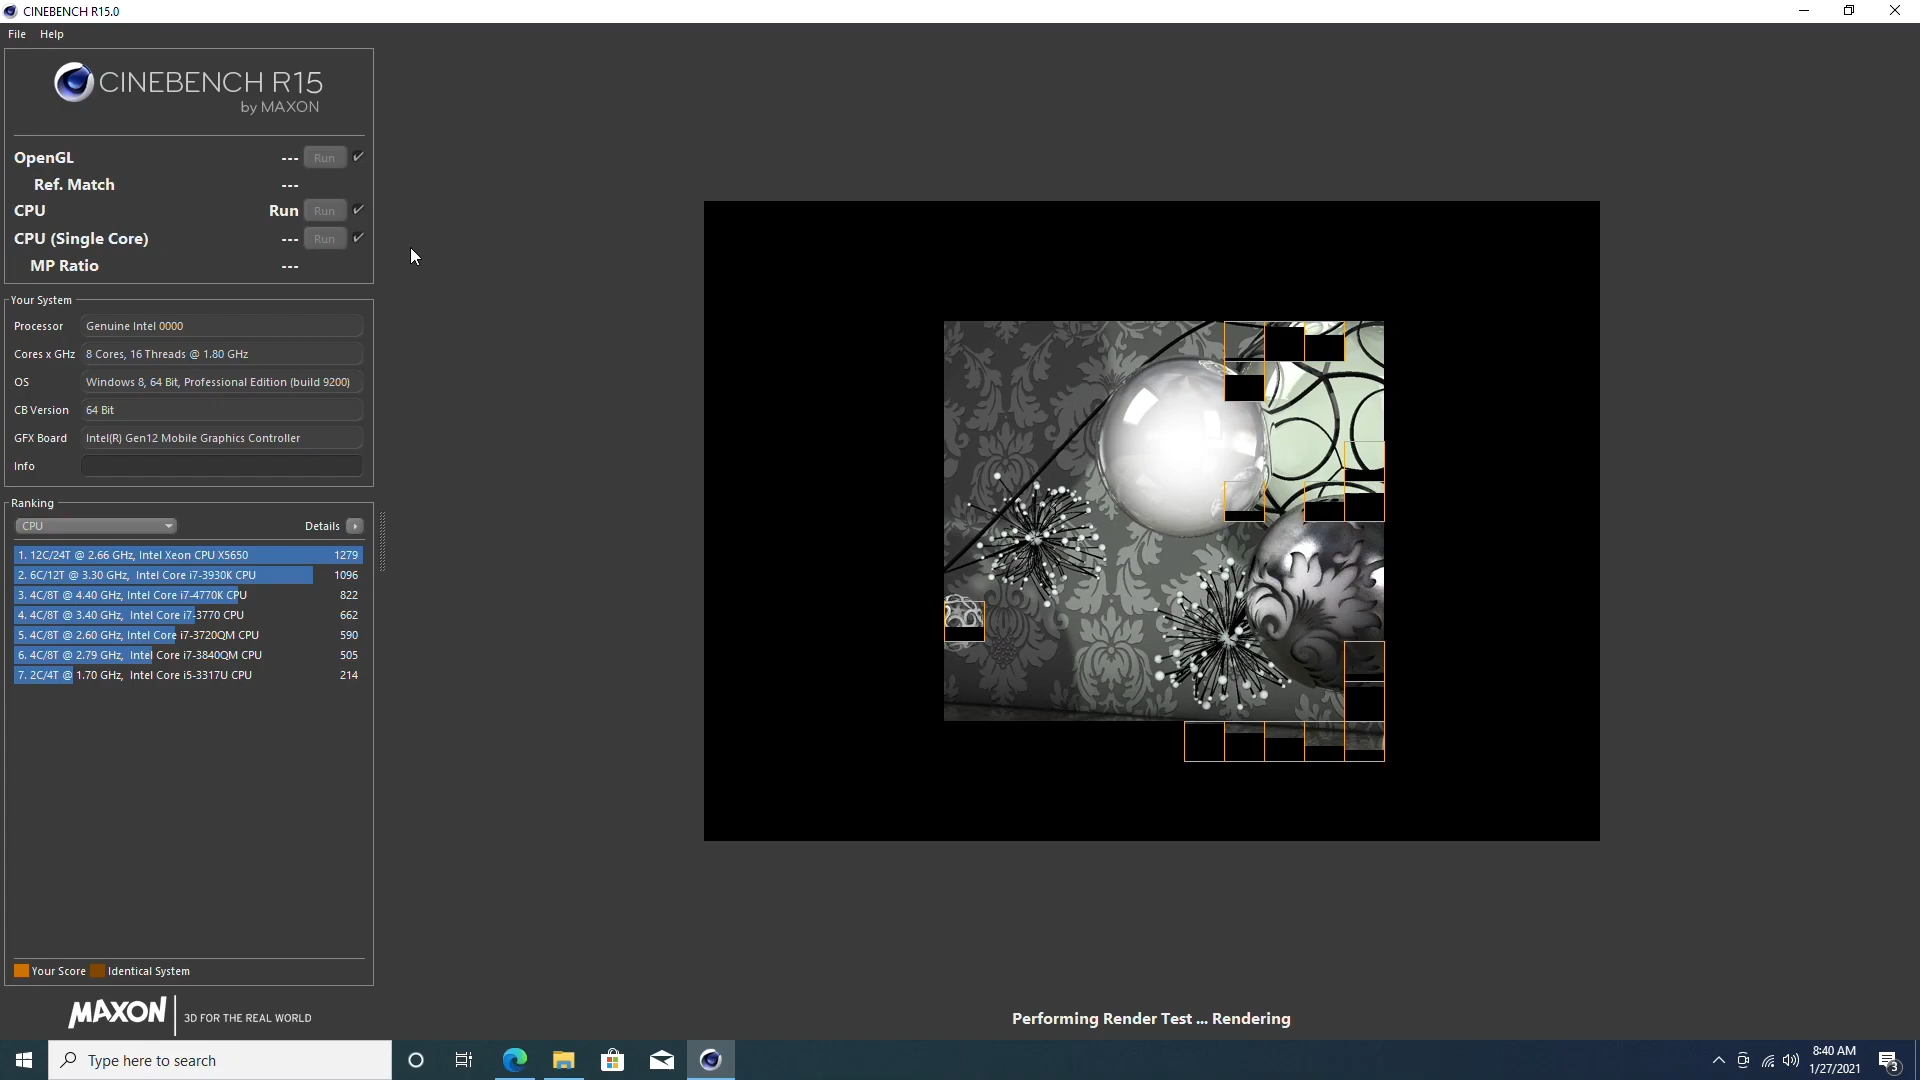 CINEBENCH R15.0
File Help
CINEBENCH R15
by MAXON
OpenGL --- Run
Ref. Match ---
CPU Run Run
CPU (Single Core) --- Run
MP Ratio ---
Your System
Processor Genuine Intel 0000
Cores x GHz 8 Cores, 16 Threads @ 1.80 GHz
OS Windows 8, 64 Bit, Professional Edition (build 9200)
CB Version 64 Bit
GFX Board Intel(R) Gen12 Mobile Graphics Controller
Info
Ranking
CPU Details
1. 12C/24T @ 2.66 GHz, Intel Xeon CPU X5650 1279
2. 6C/12T @ 3.30 GHz, Intel Core i7-3930K CPU 1096
3. 4C/8T @ 4.40 GHz, Intel Core i7-4770K CPU 822
4. 4C/8T @ 3.40 GHz, Intel Core i7-3770 CPU 662
5. 4C/8T @ 2.60 GHz, Intel Core i7-3720QM CPU 590
6. 4C/8T @ 2.79 GHz, Intel Core i7-3840QM CPU 505
7. 2C/4T @ 1.70 GHz, Intel Core i5-3317U CPU 214
Your Score Identical System
MAXON 3D FOR THE REAL WORLD
Performing Render Test ... Rendering
Type here to search
8:40 AM
1/27/2021
3